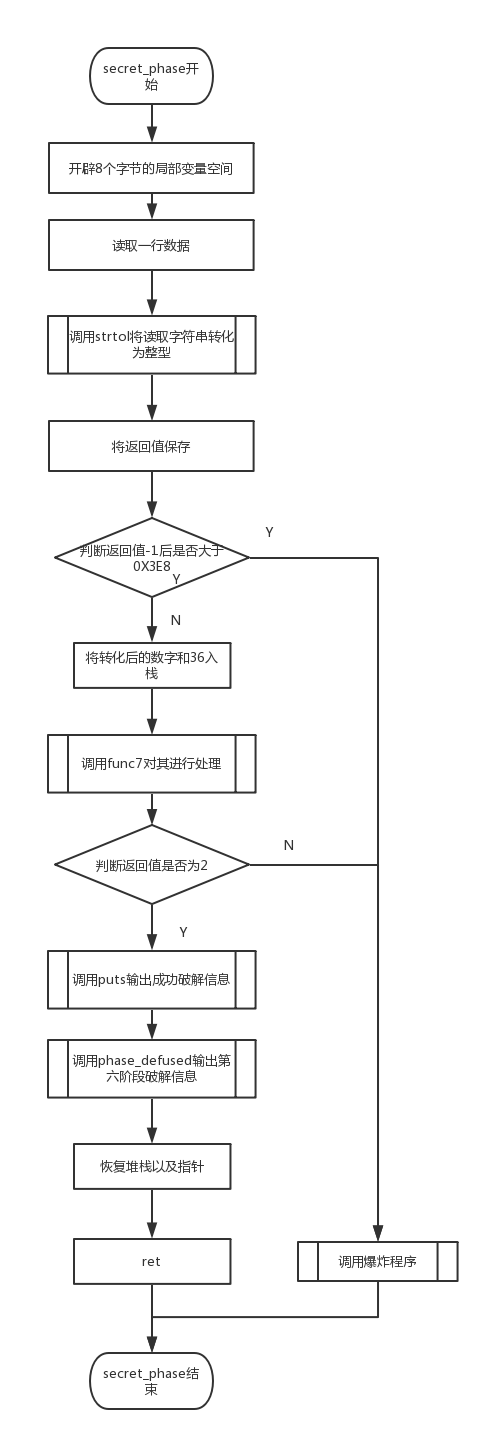 secret_phase开
始
开辟8个字节的局部变量空间
读取一行数据
调用strtol将读取字符串转化
为整型
将返回值保存
Y
判断返回值-1后是否大于
0X3E8
Y
N
将转化后的数字和36入
栈
调用func7对其进行处理
N
判断返回值是否为2
Y
调用puts输出成功破解信息
调用phase_defused输出第
六阶段破解信息
恢复堆栈以及指针
ret
调用爆炸程序
secret_phase结
束